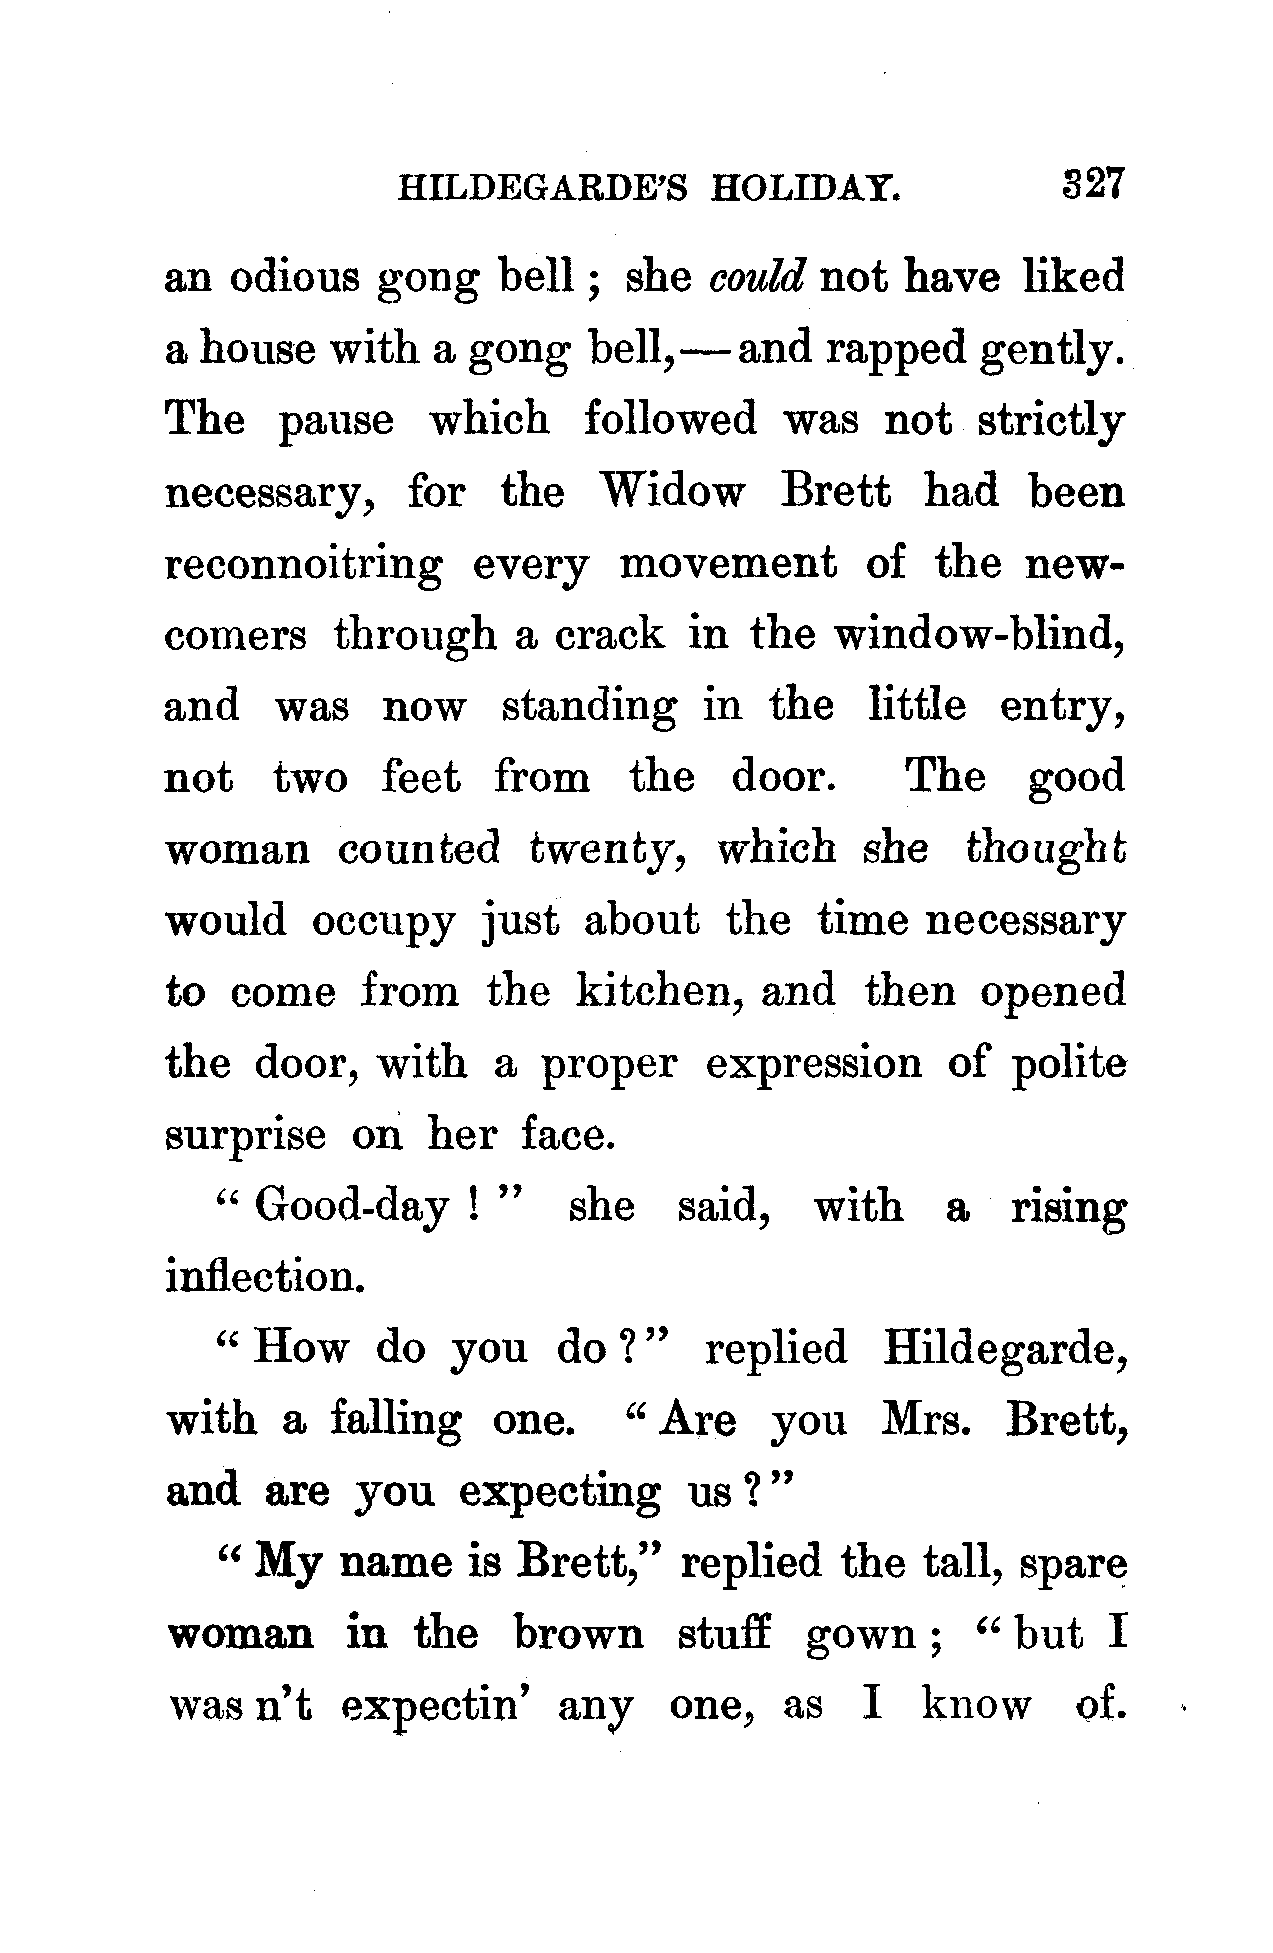 HILDEGARDE'S HOLIDAY. 327
an odious gong bell ; she could not have liked
a house with a gong bell,—and rapped gently.
The pause which followed was not strictly
necessary, for the Widow Brett had been
reconnoitring every movement of the new-
comers through a crack in the window-blind,
and was now standing in the little entry,
not two feet from the door. The good
woman counted twenty, which she thought
would occupy just about the time necessary
to come from the kitchen, and then opened
the door, with a proper expression of polite
surprise on her face.
“ Good-day ! ” she said, with a rising
inflection.
“ How do you do ? ” replied Hildegarde,
with a falling one. “ Are you Mrs. Brett,
and are you expecting us ? ”
“ My name is Brett,” replied the tall, spare
woman in the brown stuff gown ; “ but I
was n't expectin' any one, as I know of.